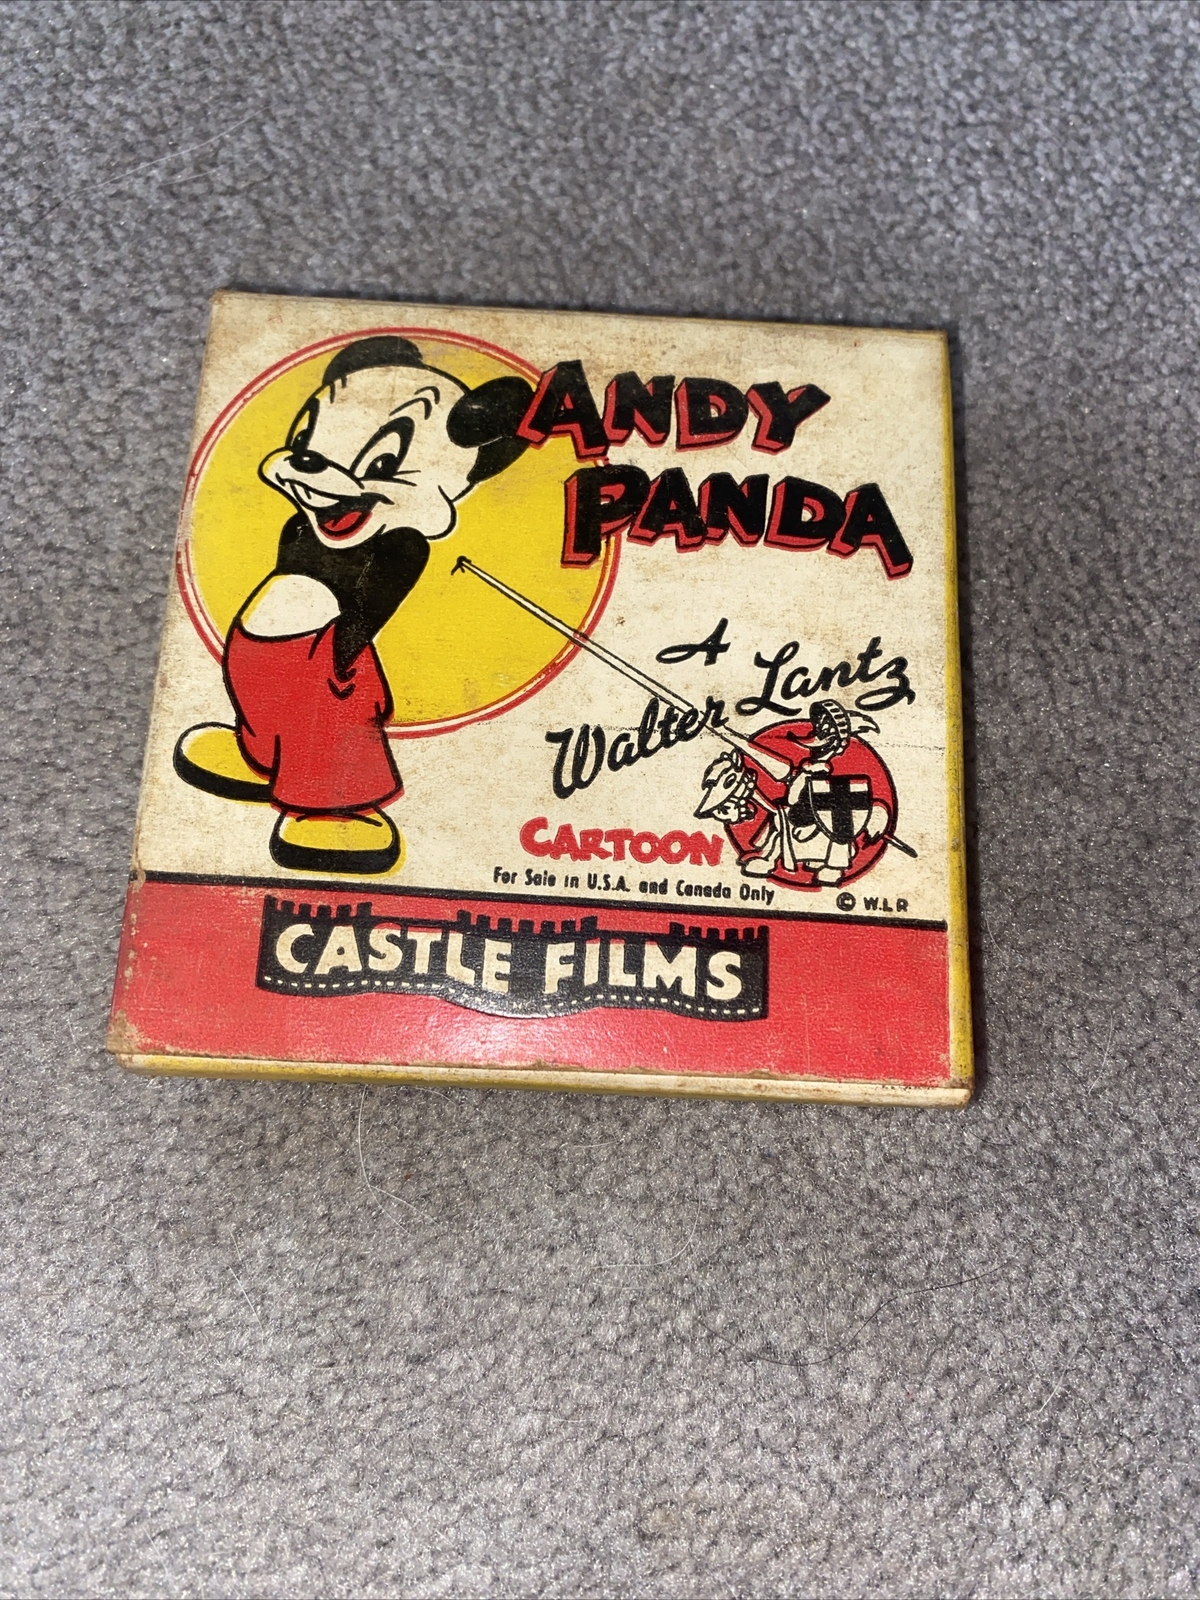 ANDY
PANDA
A
Walter Lantz
CARTOON
For Sale in U.S.A. and Canada Only
© W.L.P.
CASTLE FILMS